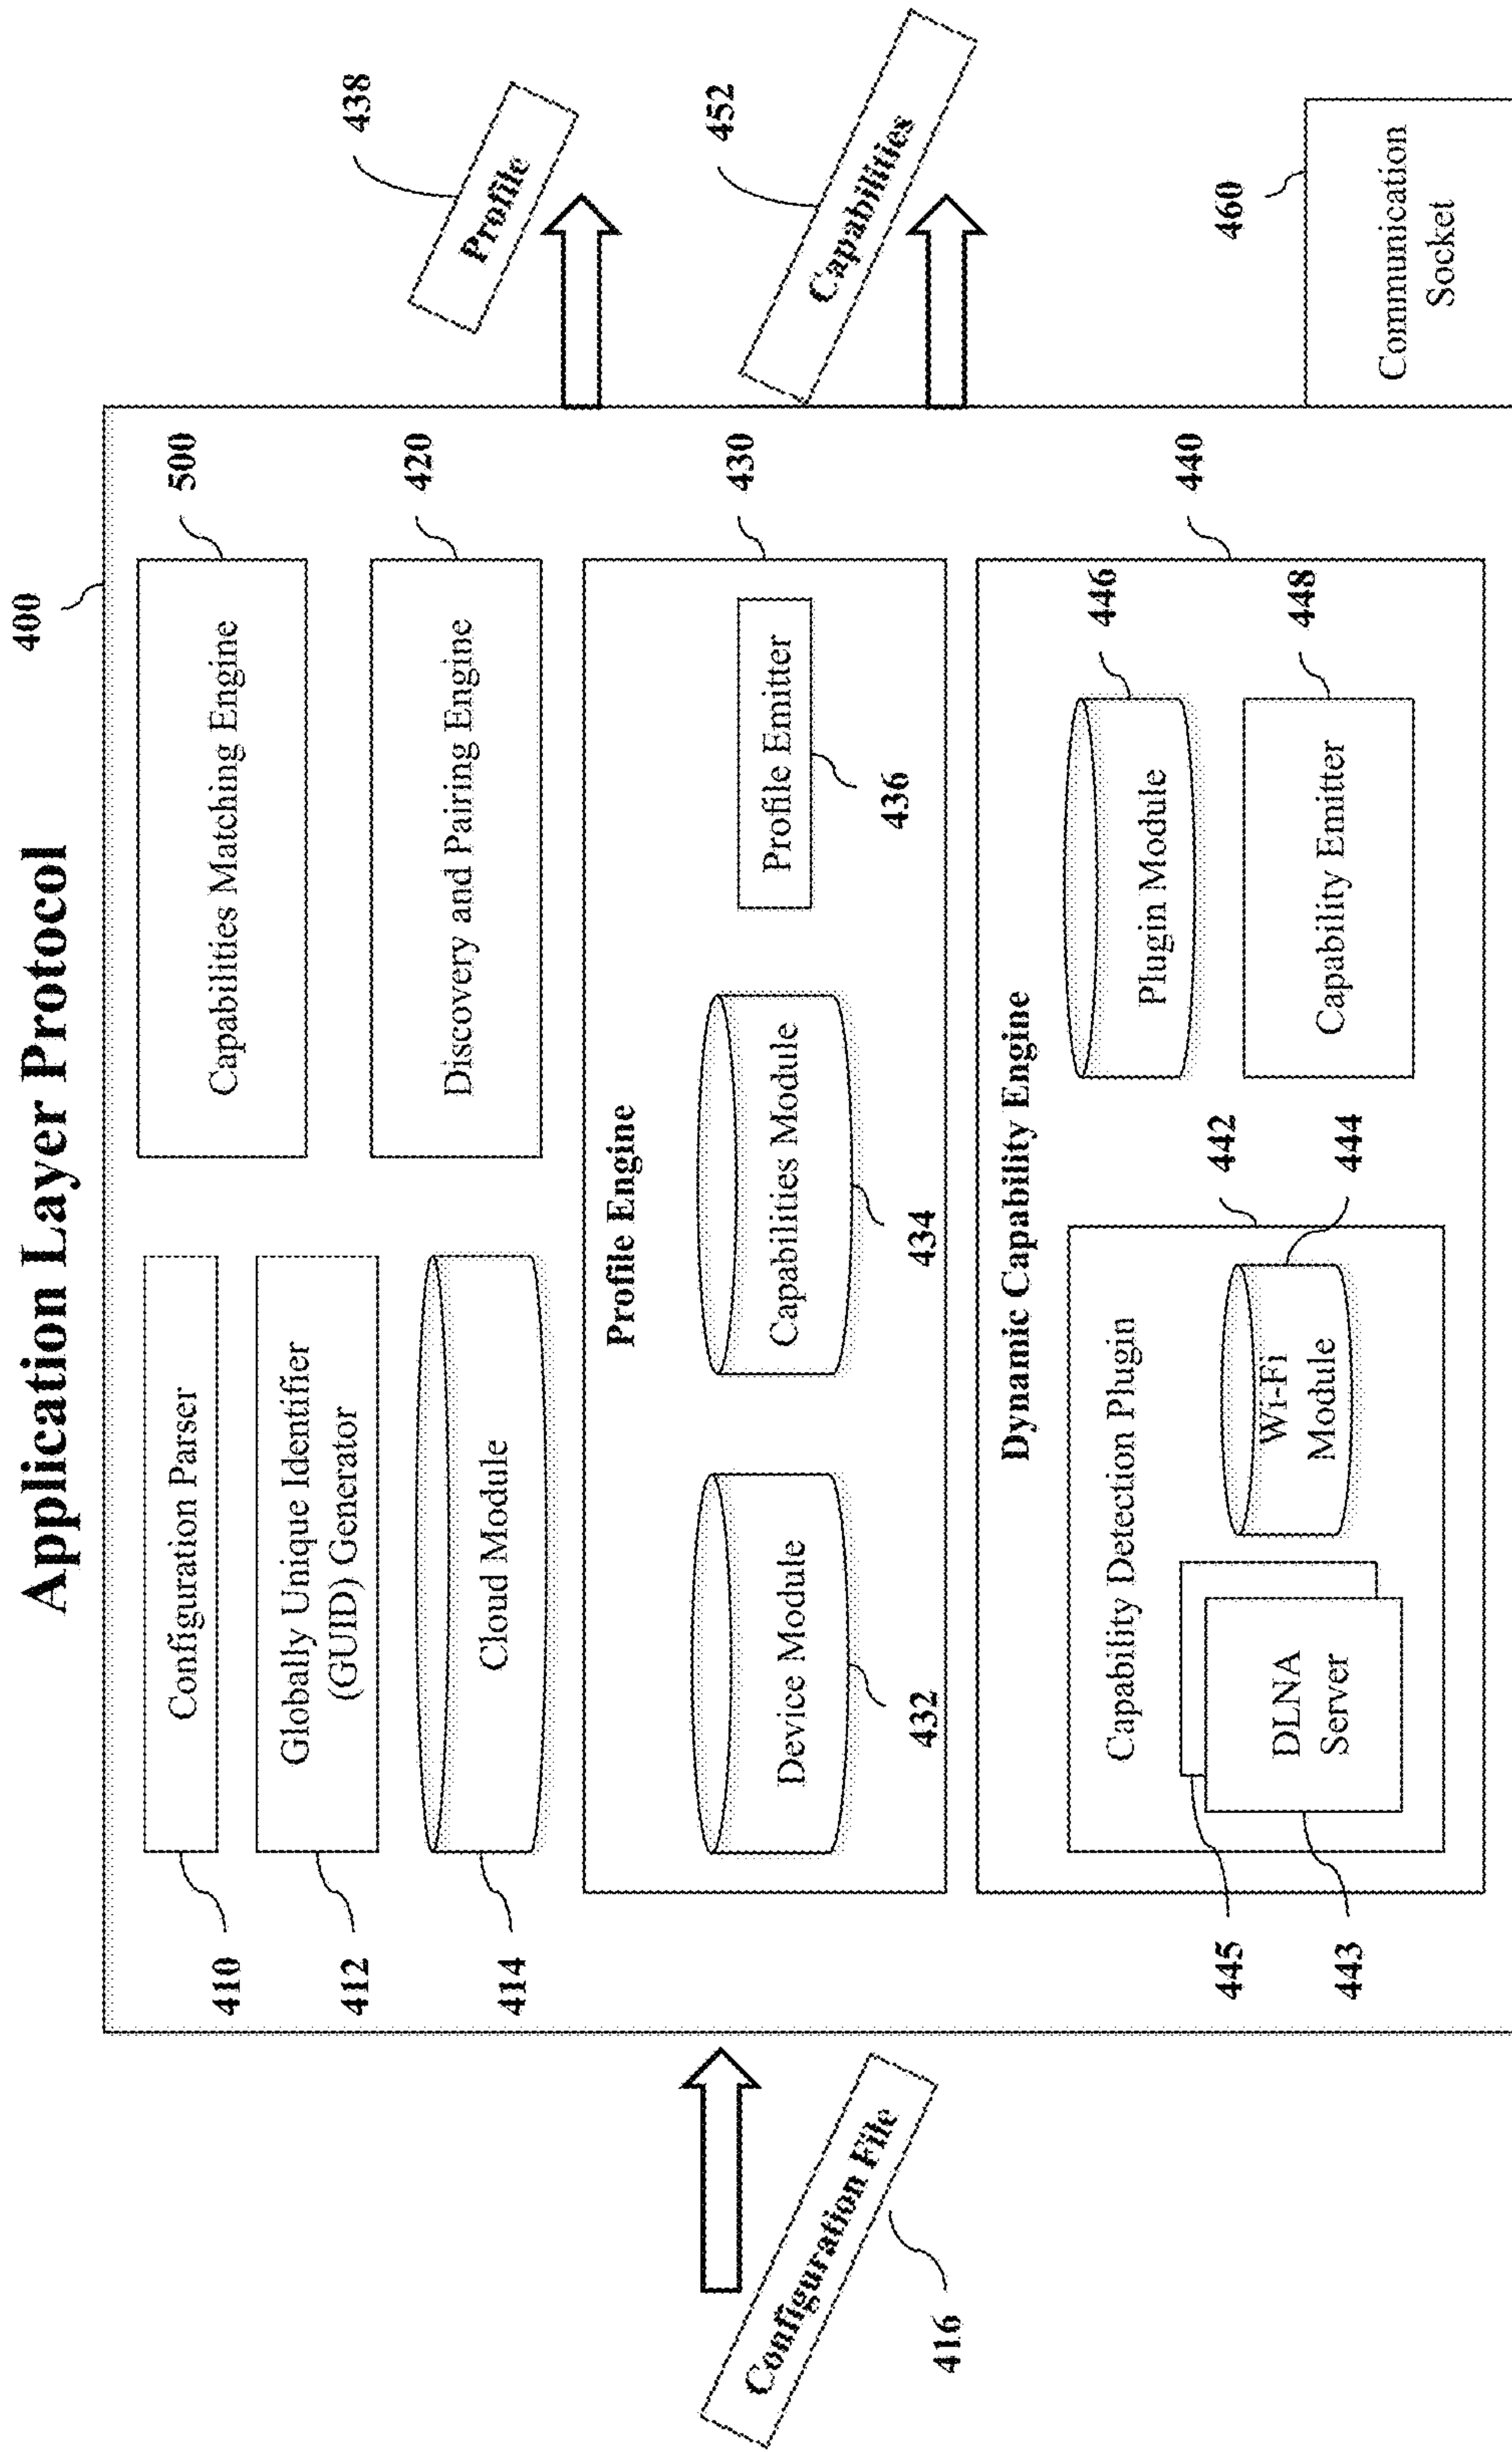 Application Layer Protocol
400
Configuration Parser
410
Globally Unique Identifier
(GUID) Generator
412
Cloud Module
414
Capabilities Matching Engine
500
Discovery and Pairing Engine
420
Configuration File
416
Profile Engine
430
Device Module
432
Capabilities Module
434
Profile Emitter
436
Profile
438
Dynamic Capability Engine
440
Capability Detection Plugin
442
DLNA
Server
443
445
Wi-Fi
Module
444
Plugin Module
446
Capability Emitter
448
Capabilities
452
Communication
Socket
460